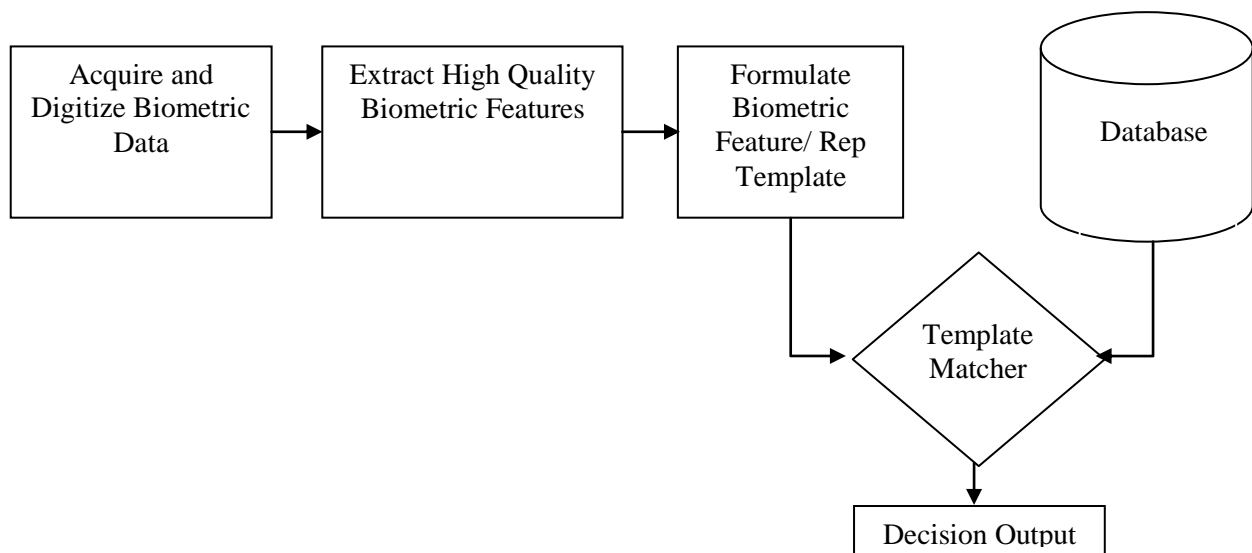 Acquire and
Digitize Biometric
Data
Extract High Quality
Biometric Features
Formulate
Biometric
Feature/ Rep
Template
Database
Template
Matcher
Decision Output